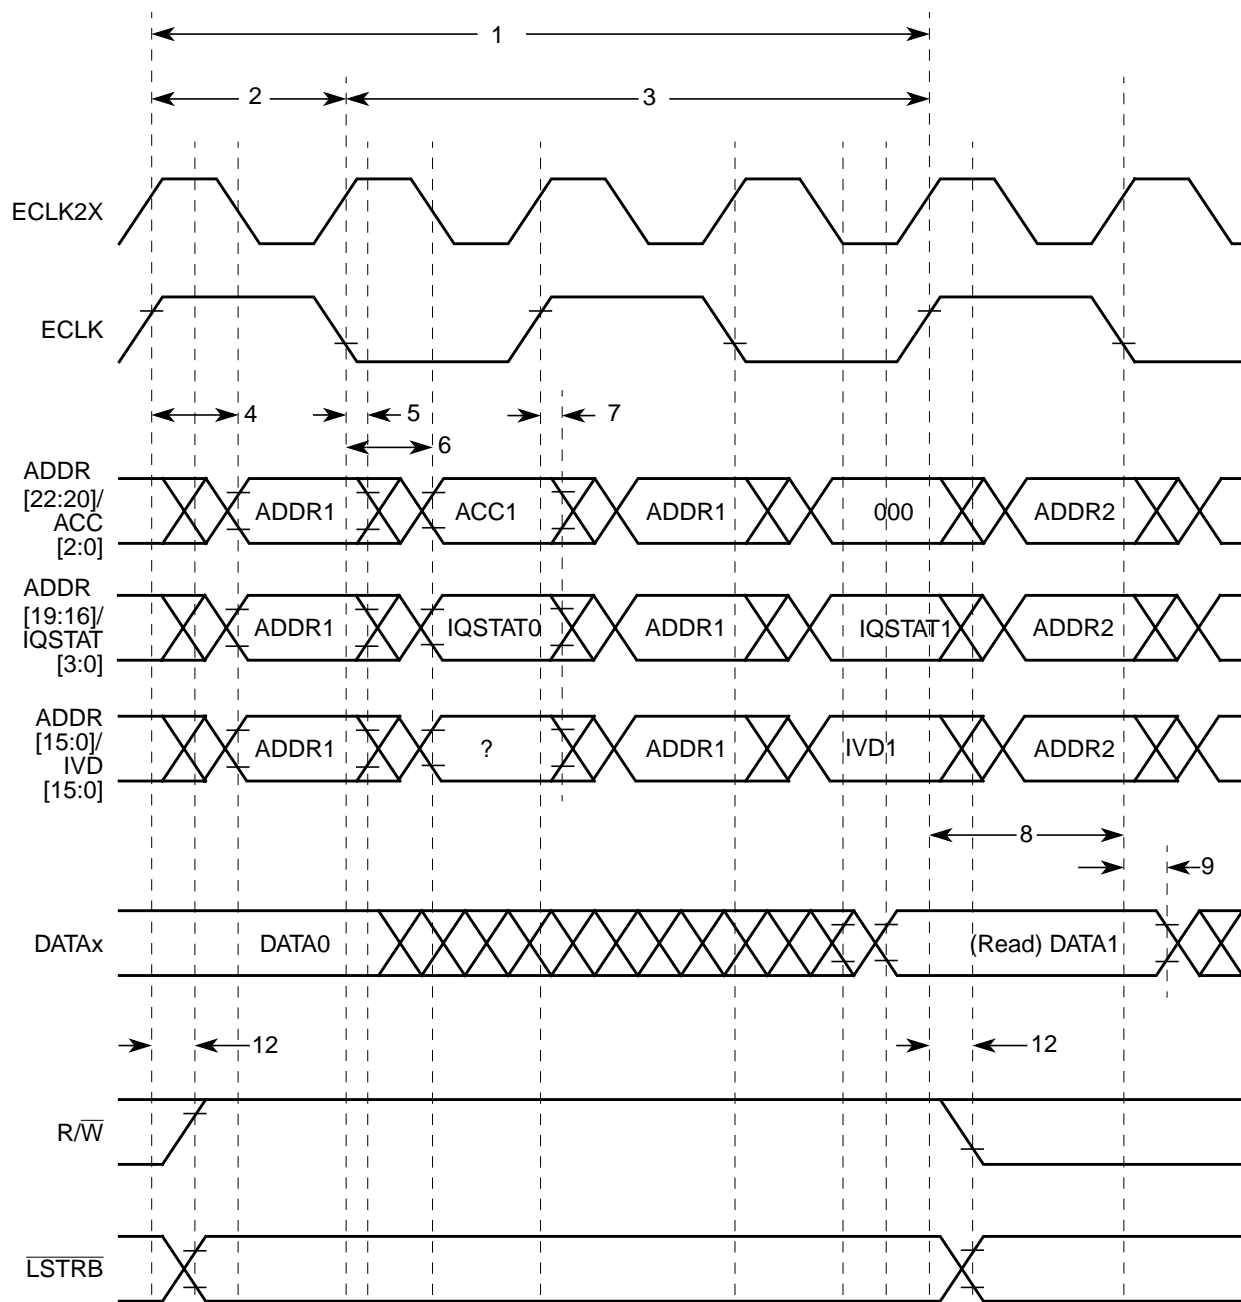 1
2
3
ECLK2X
ECLK
4
5
7
6
ADDR
[22:20]/
ACC
[2:0]
ADDR1
ACC1
ADDR1
000
ADDR2
ADDR
[19:16]/
IQSTAT
[3:0]
ADDR1
IQSTAT0
ADDR1
IQSTAT1
ADDR2
ADDR
[15:0]/
IVD
[15:0]
ADDR1
?
ADDR1
IVD1
ADDR2
8
9
DATAx
DATA0
(Read) DATA1
12
12
R/W̅
L̅S̅T̅R̅B̅